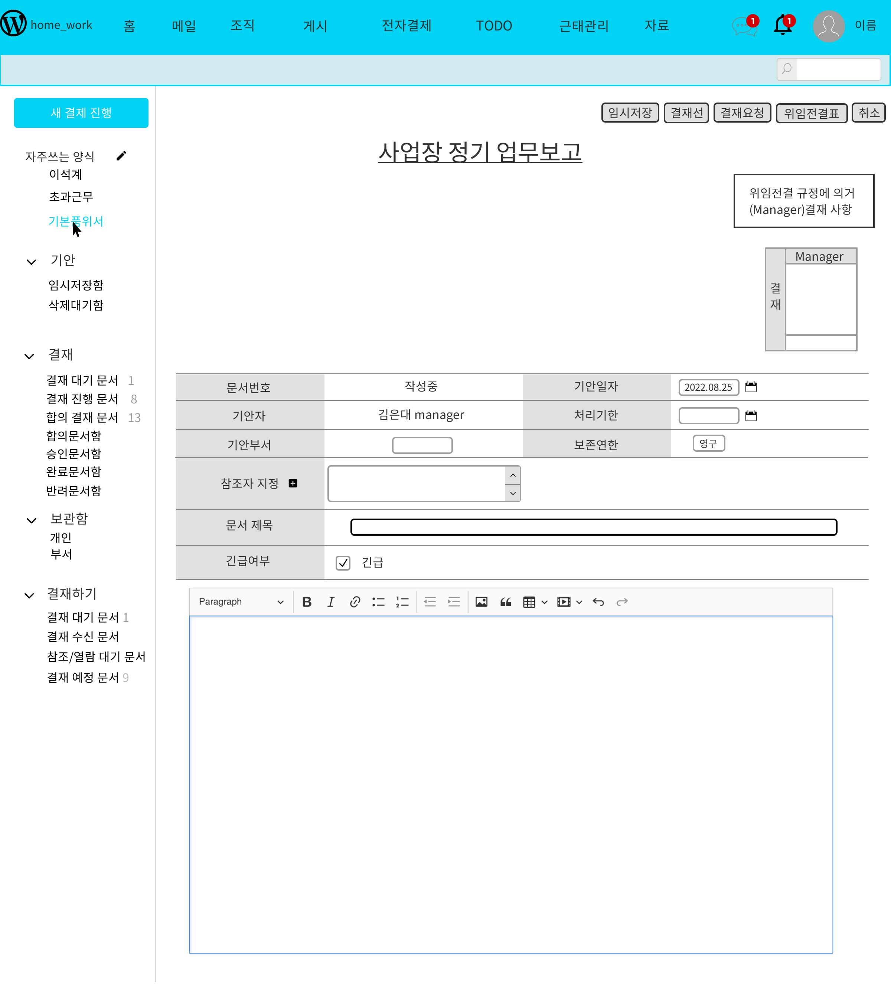 home_work 홈 메일 조직 게시 전자결제 TODO 근태관리 자료 1 1 이름
새 결제 진행
자주쓰는 양식
이석계
초과근무
기본품위서
기안
임시저장함
삭제대기함
결재
결재 대기 문서 1
결재 진행 문서 8
합의 결재 문서 13
합의문서함
승인문서함
완료문서함
반려문서함
보관함
개인
부서
결재하기
결재 대기 문서 1
결재 수신 문서
참조/열람 대기 문서
결재 예정 문서 9
임시저장 결재선 결재요청 위임전결표 취소
사업장 정기 업무보고
위임전결 규정에 의거
(Manager)결재 사항
Manager
결
재
문서번호 작성중 기안일자 2022.08.25
기안자 김은대 manager 처리기한
기안부서 보존연한 영구
참조자 지정
문서 제목
긴급여부 긴급
Paragraph